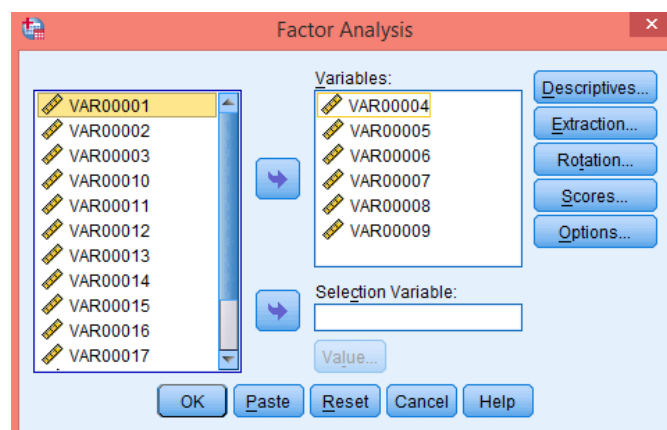 Factor Analysis
VAR00001
VAR00002
VAR00003
VAR00010
VAR00011
VAR00012
VAR00013
VAR00014
VAR00015
VAR00016
VAR00017
Variables:
VAR00004
VAR00005
VAR00006
VAR00007
VAR00008
VAR00009
Selection Variable:
Value...
Descriptives...
Extraction...
Rotation...
Scores...
Options...
OK Paste Reset Cancel Help